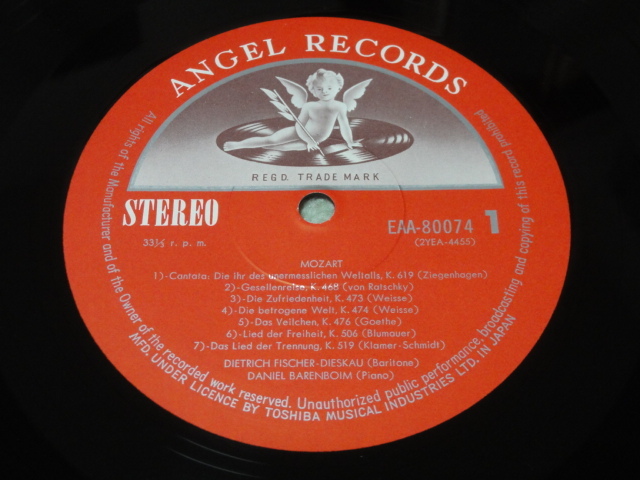 ANGEL RECORDS
REGD. TRADE MARK
STEREO
33⅓ r. p. m.
EAA-80074 1
(2YEA-4455)
MOZART
1)-Cantata: Die ihr des unermesslichen Weltalls, K. 619 (Ziegenhagen)
2)-Gesellenreise, K. 468 (von Ratschky)
3)-Die Zufriedenheit, K. 473 (Weisse)
4)-Die betrogene Welt, K. 474 (Weisse)
5)-Das Veilchen, K. 476 (Goethe)
6)-Lied der Freiheit, K. 506 (Blumauer)
7)-Das Lied der Trennung, K. 519 (Klamer-Schmidt)
DIETRICH FISCHER-DIESKAU (Baritone)
DANIEL BARENBOIM (Piano)
All rights of the Manufacturer and of the Owner of the recorded work reserved. Unauthorized public performance, broadcasting and copying of this record prohibited
MFD. UNDER LICENCE BY TOSHIBA MUSICAL INDUSTRIES LTD. IN JAPAN